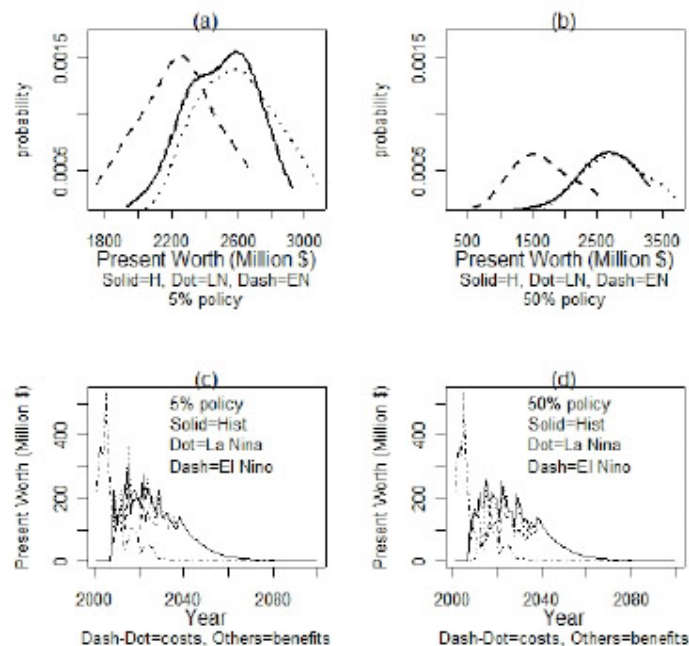 (a)
probability
0.0005
0.0015
1800
2200
2600
3000
Present Worth (Million $)
Solid=H, Dot=LN, Dash=EN
5% policy
(b)
probability
0.0005
0.0015
500
1500
2500
3500
Present Worth (Million $)
Solid=H, Dot=LN, Dash=EN
50% policy
(c)
Present Worth (Million $)
0
200
400
5% policy
Solid=Hist
Dot=La Nina
Dash=El Nino
2000
2040
2080
Year
Dash-Dot=costs, Others=benefits
(d)
Present Worth (Million $)
0
200
400
50% policy
Solid=Hist
Dot=La Nina
Dash=El Nino
2000
2040
2080
Year
Dash-Dot=costs, Others=benefits